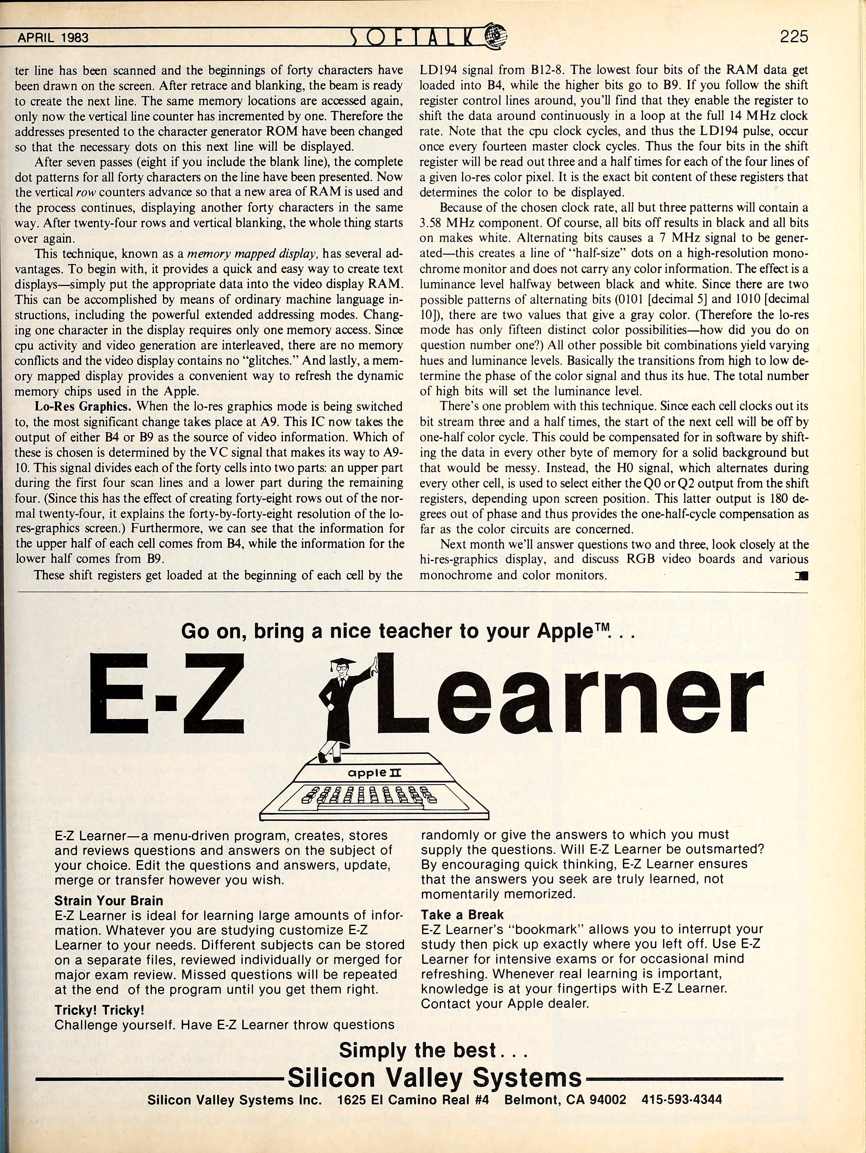 APRIL 1983
SOFTALK
225
ter line has been scanned and the beginnings of forty characters have
been drawn on the screen. After retrace and blanking, the beam is ready
to create the next line. The same memory locations are accessed again,
only now the vertical line counter has incremented by one. Therefore the
addresses presented to the character generator ROM have been changed
so that the necessary dots on this next line will be displayed.
After seven passes (eight if you include the blank line), the complete
dot patterns for all forty characters on the line have been presented. Now
the vertical row counters advance so that a new area of RAM is used and
the process continues, displaying another forty characters in the same
way. After twenty-four rows and vertical blanking, the whole thing starts
over again.
This technique, known as a memory mapped display, has several ad-
vantages. To begin with, it provides a quick and easy way to create text
displays—simply put the appropriate data into the video display RAM.
This can be accomplished by means of ordinary machine language in-
structions, including the powerful extended addressing modes. Chang-
ing one character in the display requires only one memory access. Since
cpu activity and video generation are interleaved, there are no memory
conflicts and the video display contains no “glitches.” And lastly, a mem-
ory mapped display provides a convenient way to refresh the dynamic
memory chips used in the Apple.
Lo-Res Graphics. When the lo-res graphics mode is being switched
to, the most significant change takes place at A9. This IC now takes the
output of either B4 or B9 as the source of video information. Which of
these is chosen is determined by the VC signal that makes its way to A9-
10. This signal divides each of the forty cells into two parts: an upper part
during the first four scan lines and a lower part during the remaining
four. (Since this has the effect of creating forty-eight rows out of the nor-
mal twenty-four, it explains the forty-by-forty-eight resolution of the lo-
res-graphics screen.) Furthermore, we can see that the information for
the upper half of each cell comes from B4, while the information for the
lower half comes from B9.
These shift registers get loaded at the beginning of each cell by the
LD194 signal from B12-8. The lowest four bits of the RAM data get
loaded into B4, while the higher bits go to B9. If you follow the shift
register control lines around, you'll find that they enable the register to
shift the data around continuously in a loop at the full 14 MHz clock
rate. Note that the cpu clock cycles, and thus the LD194 pulse, occur
once every fourteen master clock cycles. Thus the four bits in the shift
register will be read out three and a half times for each of the four lines of
a given lo-res color pixel. It is the exact bit content of these registers that
determines the color to be displayed.
Because of the chosen clock rate, all but three patterns will contain a
3.58 MHz component. Of course, all bits off results in black and all bits
on makes white. Alternating bits causes a 7 MHz signal to be gener-
ated—this creates a line of “half-size” dots on a high-resolution mono-
chrome monitor and does not carry any color information. The effect is a
luminance level halfway between black and white. Since there are two
possible patterns of alternating bits (0101 [decimal 5] and 1010 [decimal
10]), there are two values that give a gray color. (Therefore the lo-res
mode has only fifteen distinct color possibilities—how did you do on
question number one?) All other possible bit combinations yield varying
hues and luminance levels. Basically the transitions from high to low de-
termine the phase of the color signal and thus its hue. The total number
of high bits will set the luminance level.
There's one problem with this technique. Since each cell clocks out its
bit stream three and a half times, the start of the next cell will be off by
one-half color cycle. This could be compensated for in software by shift-
ing the data in every other byte of memory for a solid background but
that would be messy. Instead, the H0 signal, which alternates during
every other cell, is used to select either the Q0 or Q2 output from the shift
registers, depending upon screen position. This latter output is 180 de-
grees out of phase and thus provides the one-half-cycle compensation as
far as the color circuits are concerned.
Next month we'll answer questions two and three, look closely at the
hi-res-graphics display, and discuss RGB video boards and various
monochrome and color monitors.
Go on, bring a nice teacher to your Apple™. . .
E-Z Learner
apple II
E-Z Learner—a menu-driven program, creates, stores
and reviews questions and answers on the subject of
your choice. Edit the questions and answers, update,
merge or transfer however you wish.
Strain Your Brain
E-Z Learner is ideal for learning large amounts of infor-
mation. Whatever you are studying customize E-Z
Learner to your needs. Different subjects can be stored
on a separate files, reviewed individually or merged for
major exam review. Missed questions will be repeated
at the end of the program until you get them right.
Tricky! Tricky!
Challenge yourself. Have E-Z Learner throw questions
randomly or give the answers to which you must
supply the questions. Will E-Z Learner be outsmarted?
By encouraging quick thinking, E-Z Learner ensures
that the answers you seek are truly learned, not
momentarily memorized.
Take a Break
E-Z Learner's “bookmark” allows you to interrupt your
study then pick up exactly where you left off. Use E-Z
Learner for intensive exams or for occasional mind
refreshing. Whenever real learning is important,
knowledge is at your fingertips with E-Z Learner.
Contact your Apple dealer.
Simply the best. . .
Silicon Valley Systems
Silicon Valley Systems Inc. 1625 El Camino Real #4 Belmont, CA 94002 415-593-4344